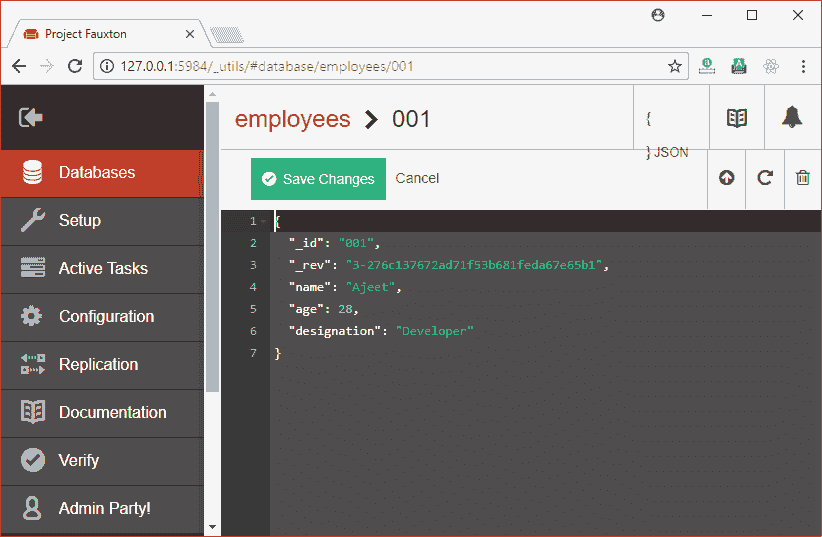 Project Fauxton
127.0.0.1:5984/_utils/#database/employees/001
employees 001
{
} JSON
Databases
Setup
Active Tasks
Configuration
Replication
Documentation
Verify
Admin Party!
Save Changes Cancel
1 {
2 "_id": "001",
3 "_rev": "3-276c137672ad71f53b681feda67e65b1",
4 "name": "Ajeet",
5 "age": 28,
6 "designation": "Developer"
7 }